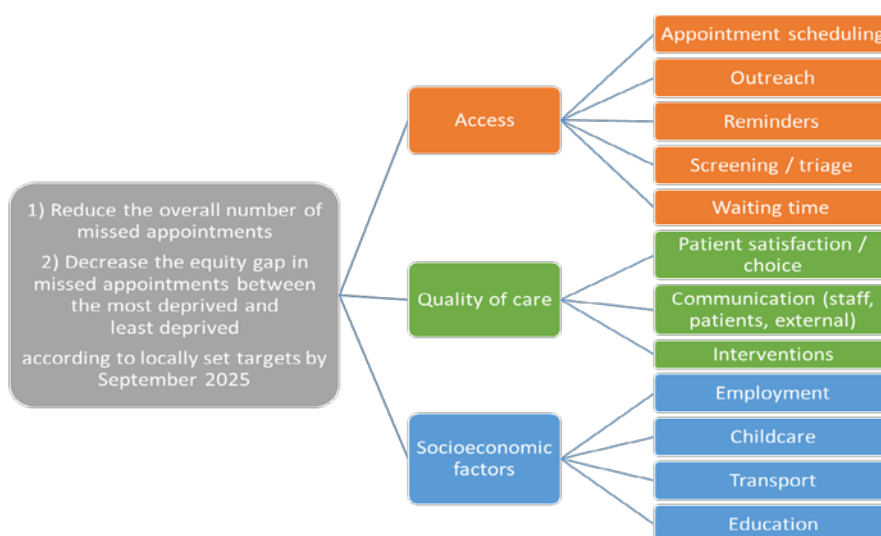 1) Reduce the overall number of
missed appointments
2) Decrease the equity gap in
missed appointments between
the most deprived and
least deprived
according to locally set targets by
September 2025
Access
Quality of care
Socioeconomic
factors
Appointment scheduling
Outreach
Reminders
Screening / triage
Waiting time
Patient satisfaction /
choice
Communication (staff,
patients, external)
Interventions
Employment
Childcare
Transport
Education